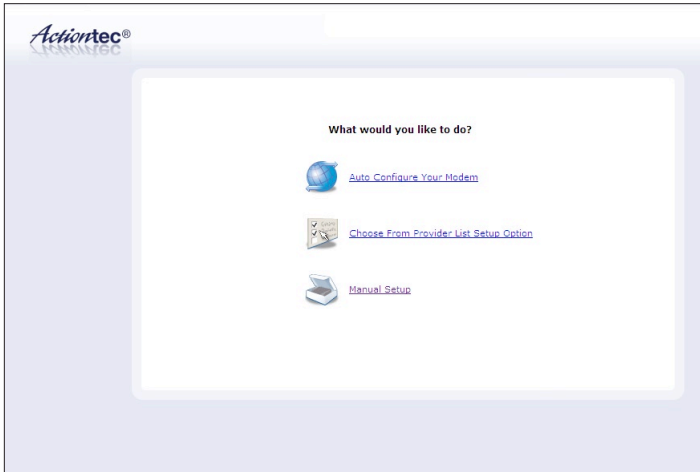 Actiontec®
What would you like to do?
Auto Configure Your Modem
Choose From Provider List Setup Option
Manual Setup